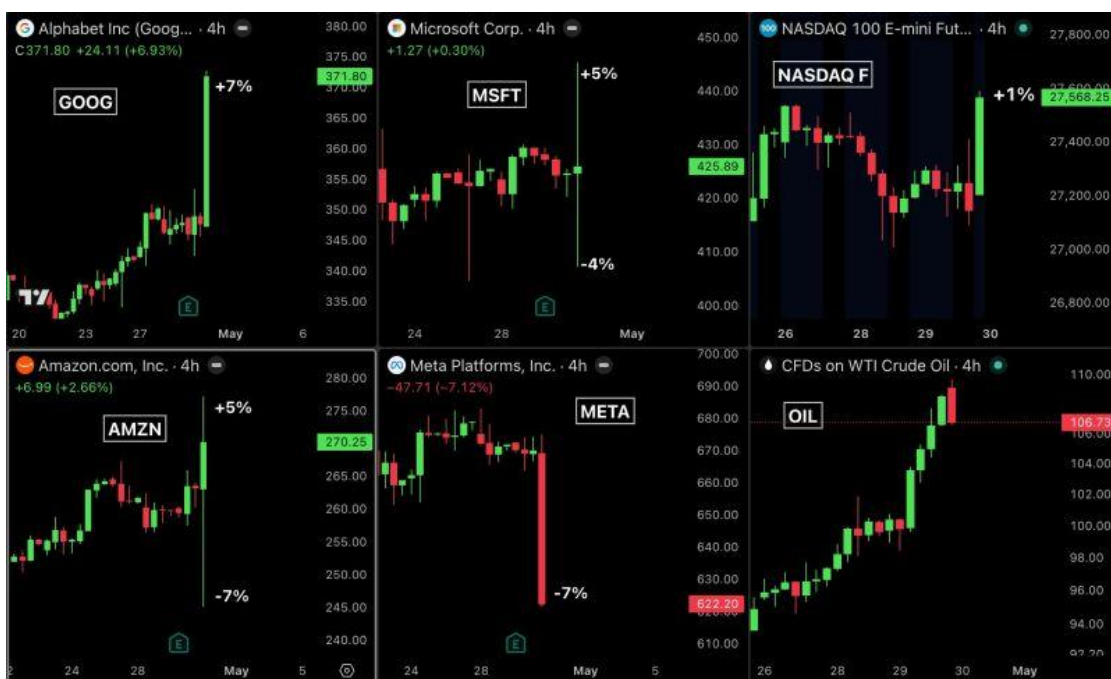 Alphabet Inc (Goog... · 4h
C371.80 +24.11 (+6.93%)
GOOG
+7%
380.00
375.00
371.80
370.00
365.00
360.00
355.00
350.00
345.00
340.00
335.00
20 23 27 May 6
E
Microsoft Corp. · 4h
+1.27 (+0.30%)
MSFT
+5%
-4%
450.00
440.00
430.00
425.89
420.00
410.00
400.00
24 28 May
E
100 NASDAQ 100 E-mini Fut... · 4h
NASDAQ F
+1%
27,800.00
27,568.25
27,400.00
27,200.00
27,000.00
26,800.00
26 28 29 30
Amazon.com, Inc. · 4h
+6.99 (+2.66%)
AMZN
+5%
-7%
280.00
275.00
270.25
265.00
260.00
255.00
250.00
245.00
240.00
24 28 May 5
E
Meta Platforms, Inc. · 4h
−47.71 (−7.12%)
META
-7%
700.00
690.00
680.00
670.00
660.00
650.00
640.00
630.00
622.20
610.00
24 28 May 5
E
CFDs on WTI Crude Oil · 4h
OIL
110.00
106.73
106.00
104.00
102.00
100.00
98.00
96.00
94.00
92.20
26 28 29 30 May